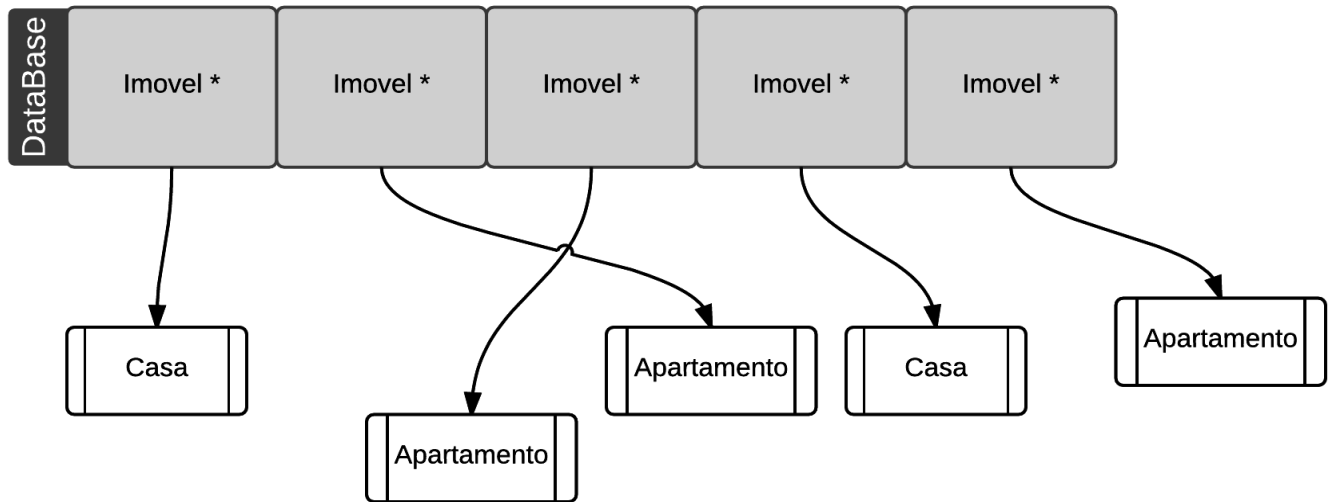 DataBase
Imovel *
Imovel *
Imovel *
Imovel *
Imovel *
Casa
Apartamento
Apartamento
Casa
Apartamento